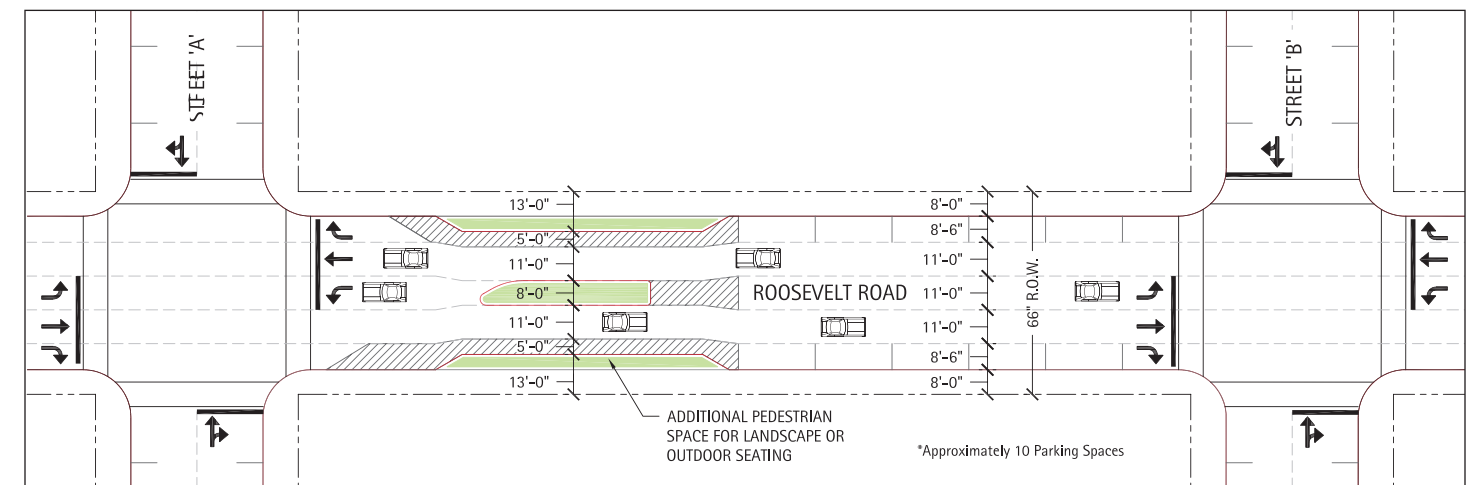 STREET 'A'
STREET 'B'
13'-0"
5'-0"
11'-0"
8'-0"
11'-0"
5'-0"
13'-0"
8'-0"
8'-6"
11'-0"
11'-0"
11'-0"
8'-6"
8'-0"
66" R.O.W.
ROOSEVELT ROAD
ADDITIONAL PEDESTRIAN
SPACE FOR LANDSCAPE OR
OUTDOOR SEATING
*Approximately 10 Parking Spaces